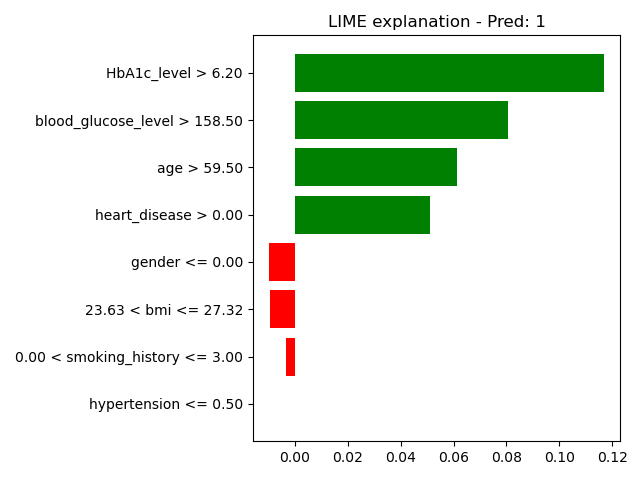 LIME explanation - Pred: 1
HbA1c_level > 6.20
blood_glucose_level > 158.50
age > 59.50
heart_disease > 0.00
gender <= 0.00
23.63 < bmi <= 27.32
0.00 < smoking_history <= 3.00
hypertension <= 0.50
0.00 0.02 0.04 0.06 0.08 0.10 0.12